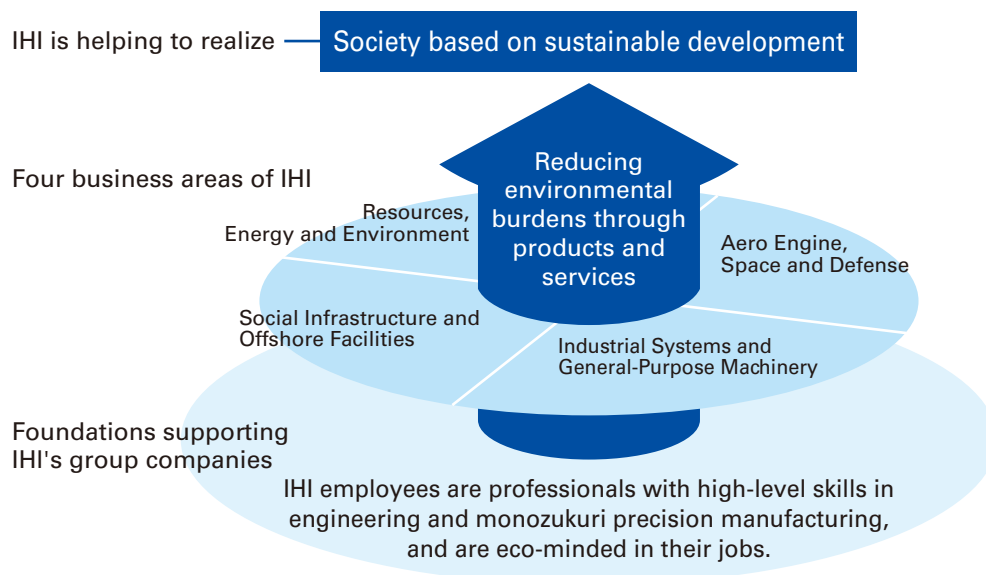 IHI is helping to realize
Society based on sustainable development
Four business areas of IHI
Reducing
environmental
burdens through
products and
services
Resources,
Energy and Environment
Aero Engine,
Space and Defense
Social Infrastructure and
Offshore Facilities
Industrial Systems and
General-Purpose Machinery
Foundations supporting
IHI's group companies
IHI employees are professionals with high-level skills in
engineering and monozukuri precision manufacturing,
and are eco-minded in their jobs.